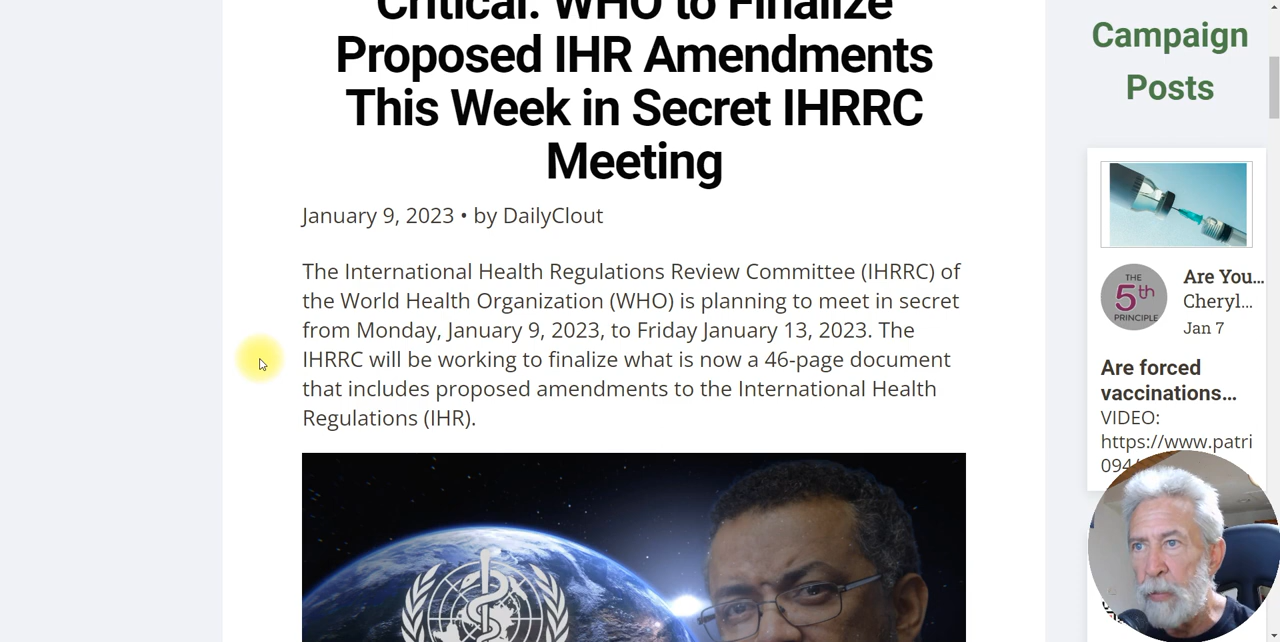 Critical: WHO to Finalize
Proposed IHR Amendments
This Week in Secret IHRRC
Meeting
January 9, 2023 • by DailyClout
The International Health Regulations Review Committee (IHRRC) of
the World Health Organization (WHO) is planning to meet in secret
from Monday, January 9, 2023, to Friday January 13, 2023. The
IHRRC will be working to finalize what is now a 46-page document
that includes proposed amendments to the International Health
Regulations (IHR).
Campaign
Posts
THE
5th
PRINCIPLE
Are You...
Cheryl...
Jan 7
Are forced
vaccinations...
VIDEO:
https://www.patri
094/